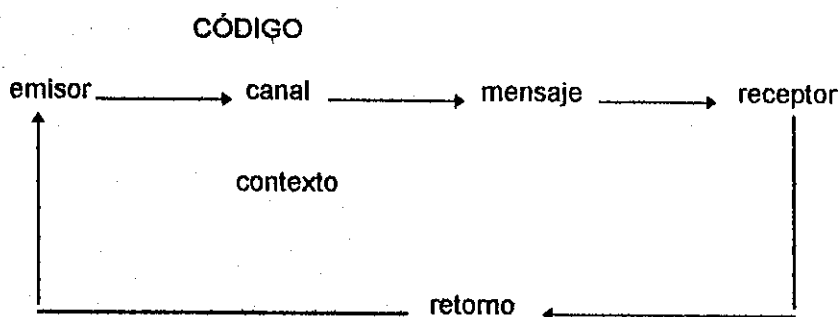 CÓDIGO
emisor canal mensaje receptor
contexto
retorno